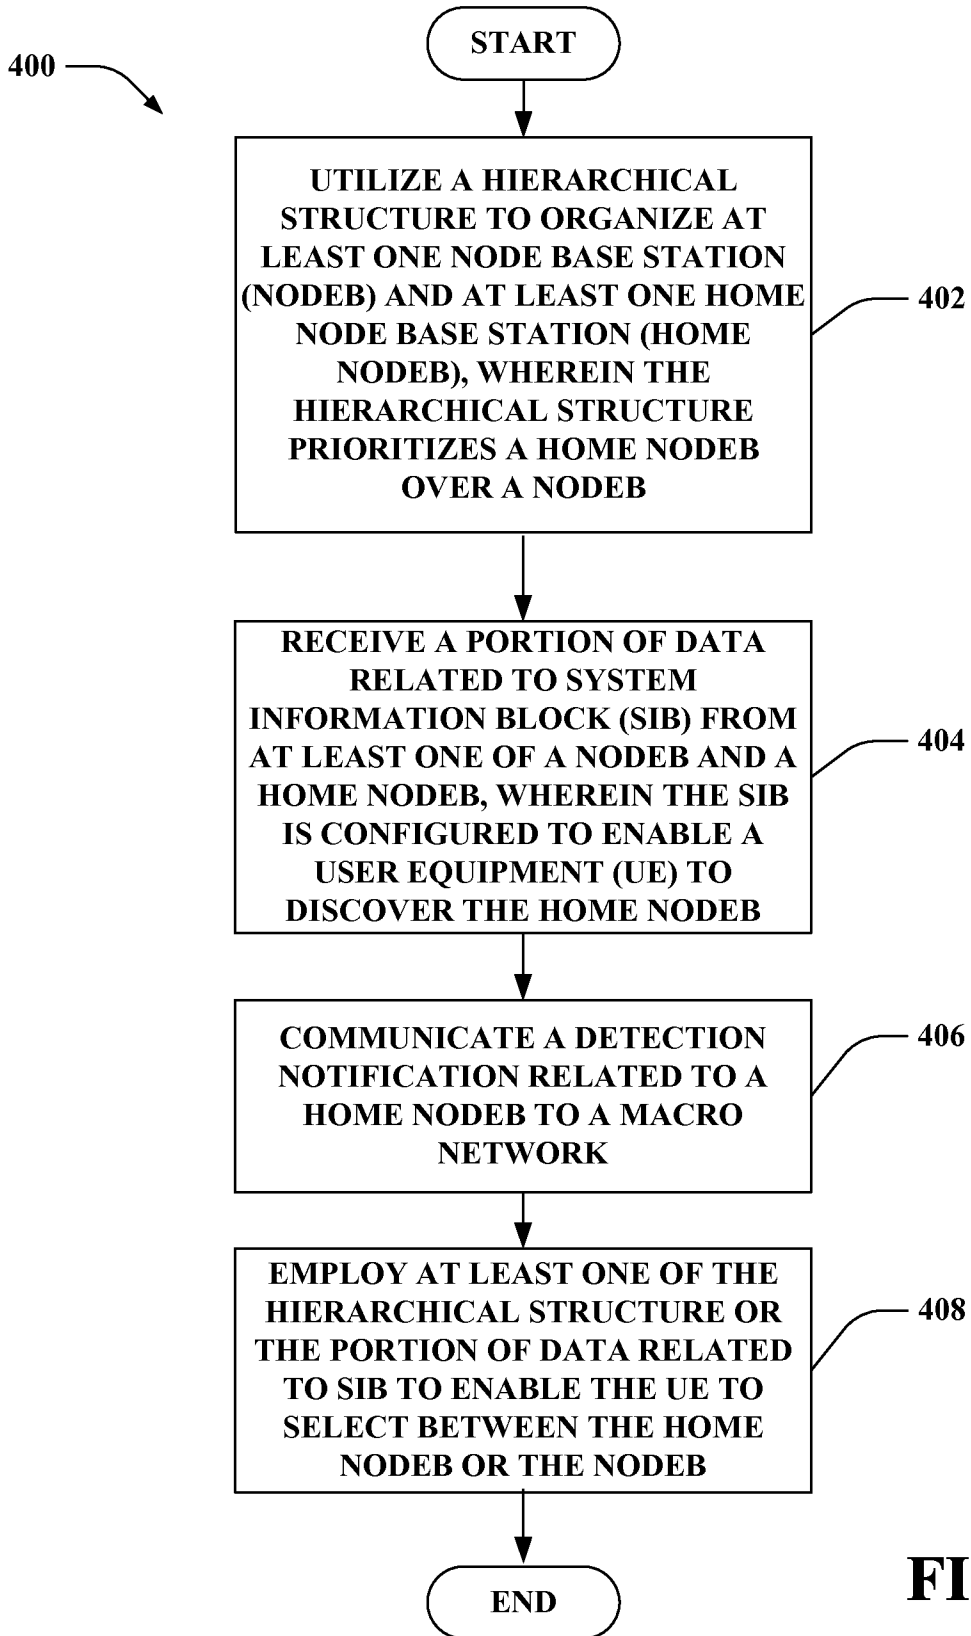 START
400
UTILIZE A HIERARCHICAL
STRUCTURE TO ORGANIZE AT
LEAST ONE NODE BASE STATION
(NODEB) AND AT LEAST ONE HOME
NODE BASE STATION (HOME
NODEB), WHEREIN THE
HIERARCHICAL STRUCTURE
PRIORITIZES A HOME NODEB
OVER A NODEB
402
RECEIVE A PORTION OF DATA
RELATED TO SYSTEM
INFORMATION BLOCK (SIB) FROM
AT LEAST ONE OF A NODEB AND A
HOME NODEB, WHEREIN THE SIB
IS CONFIGURED TO ENABLE A
USER EQUIPMENT (UE) TO
DISCOVER THE HOME NODEB
404
COMMUNICATE A DETECTION
NOTIFICATION RELATED TO A
HOME NODEB TO A MACRO
NETWORK
406
EMPLOY AT LEAST ONE OF THE
HIERARCHICAL STRUCTURE OR
THE PORTION OF DATA RELATED
TO SIB TO ENABLE THE UE TO
SELECT BETWEEN THE HOME
NODEB OR THE NODEB
408
END
FI